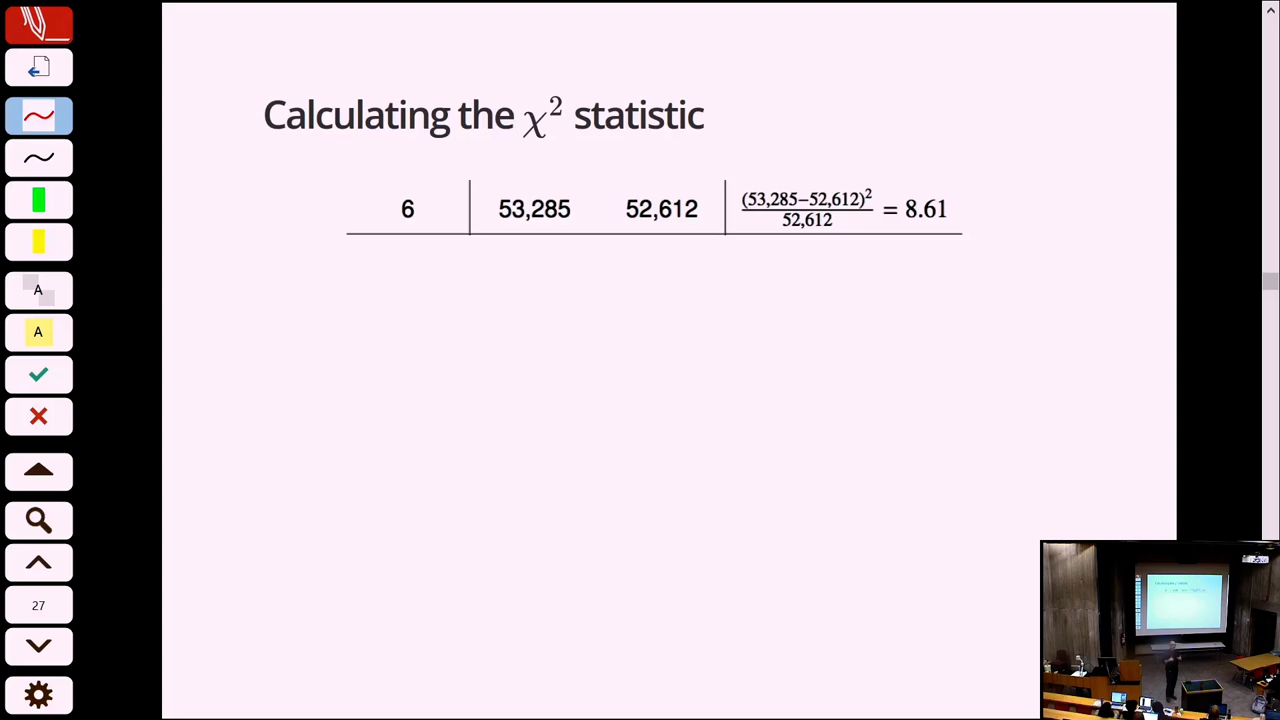 Calculating the χ² statistic
6 53,285 52,612 (53,285−52,612)²/52,612 = 8.61
A
A
27